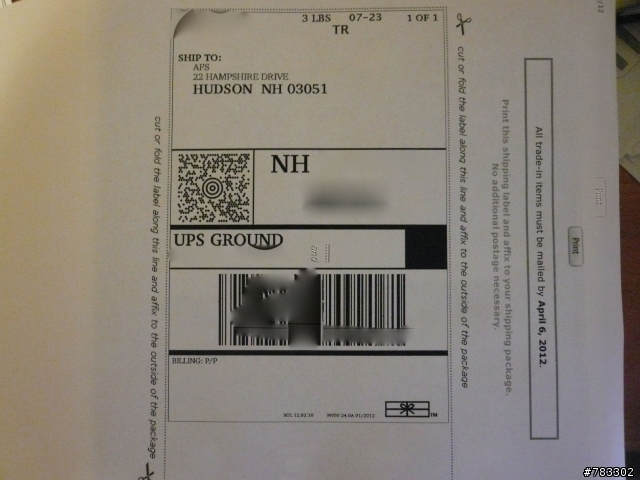 3 LBS 07-23 1 OF 1
TR
SHIP TO:
AFS
22 HAMPSHIRE DRIVE
HUDSON NH 03051
NH
UPS GROUND
BILLING: P/P
cut or fold the label along this line and affix to the outside of the package
cut or fold the label along this line and affix to the outside of the package
Print this shipping label and affix to your shipping package.
No additional postage necessary.
All trade-in items must be mailed by April 6, 2012.
Print
Print
#783302